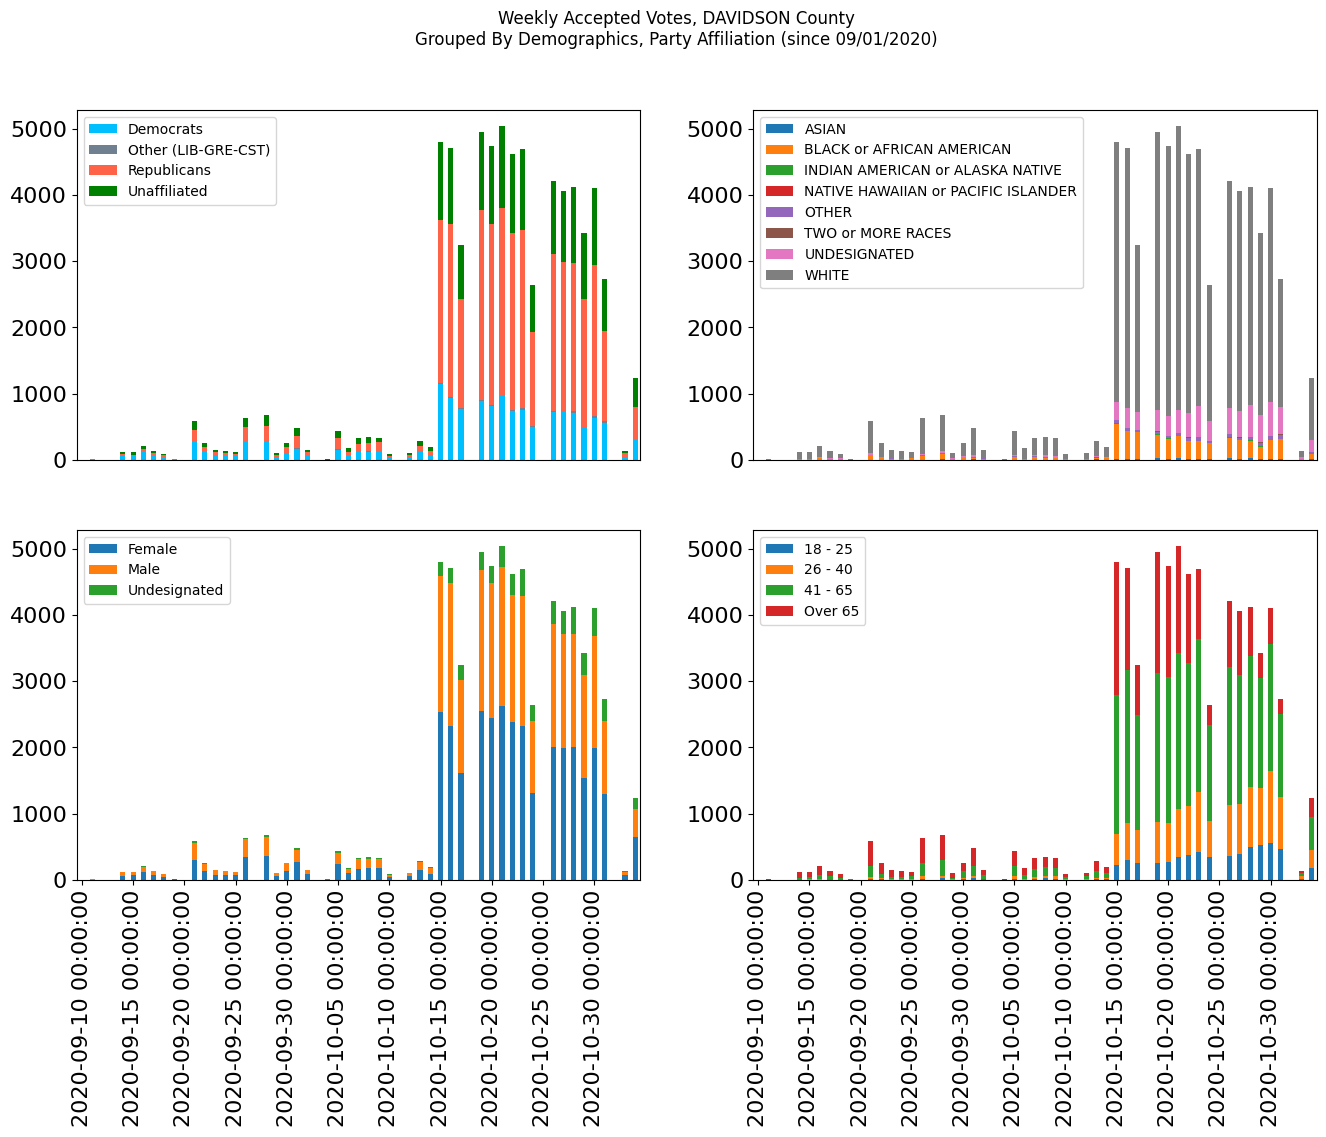 Weekly Accepted Votes, DAVIDSON County
Grouped By Demographics, Party Affiliation (since 09/01/2020)
5000
4000
3000
2000
1000
0
Democrats
Other (LIB-GRE-CST)
Republicans
Unaffiliated
5000
4000
3000
2000
1000
0
ASIAN
BLACK or AFRICAN AMERICAN
INDIAN AMERICAN or ALASKA NATIVE
NATIVE HAWAIIAN or PACIFIC ISLANDER
OTHER
TWO or MORE RACES
UNDESIGNATED
WHITE
5000
4000
3000
2000
1000
0
Female
Male
Undesignated
2020-09-10 00:00:00
2020-09-15 00:00:00
2020-09-20 00:00:00
2020-09-25 00:00:00
2020-09-30 00:00:00
2020-10-05 00:00:00
2020-10-10 00:00:00
2020-10-15 00:00:00
2020-10-20 00:00:00
2020-10-25 00:00:00
2020-10-30 00:00:00
5000
4000
3000
2000
1000
0
18 - 25
26 - 40
41 - 65
Over 65
2020-09-10 00:00:00
2020-09-15 00:00:00
2020-09-20 00:00:00
2020-09-25 00:00:00
2020-09-30 00:00:00
2020-10-05 00:00:00
2020-10-10 00:00:00
2020-10-15 00:00:00
2020-10-20 00:00:00
2020-10-25 00:00:00
2020-10-30 00:00:00